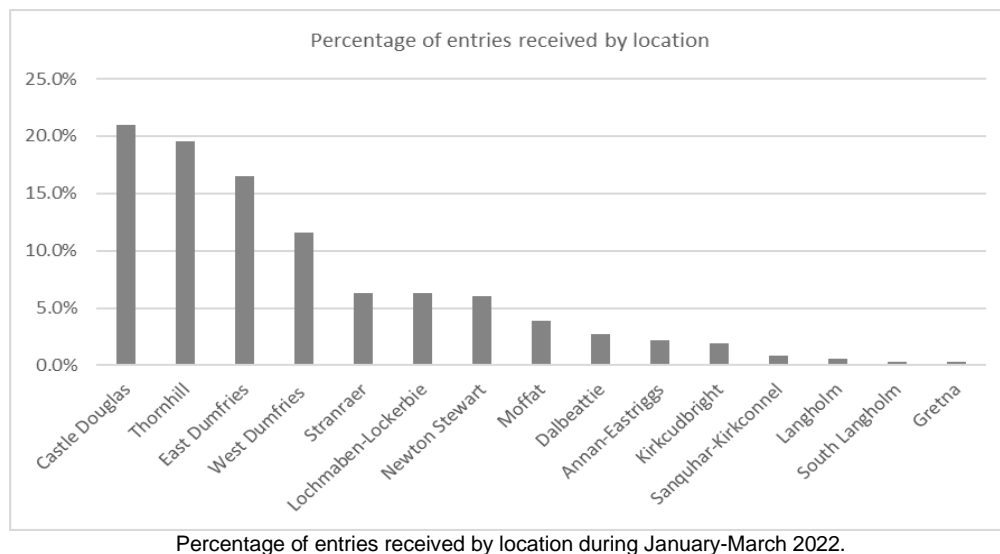 Percentage of entries received by location
25.0%
20.0%
15.0%
10.0%
5.0%
0.0%
Castle Douglas
Thornhill
East Dumfries
West Dumfries
Stranraer
Lochmaben-Lockerbie
Newton Stewart
Moffat
Dalbeattie
Annan-Eastriggs
Kirkcudbright
Sanquhar-Kirkconnel
Langholm
South Langholm
Gretna
Percentage of entries received by location during January-March 2022.